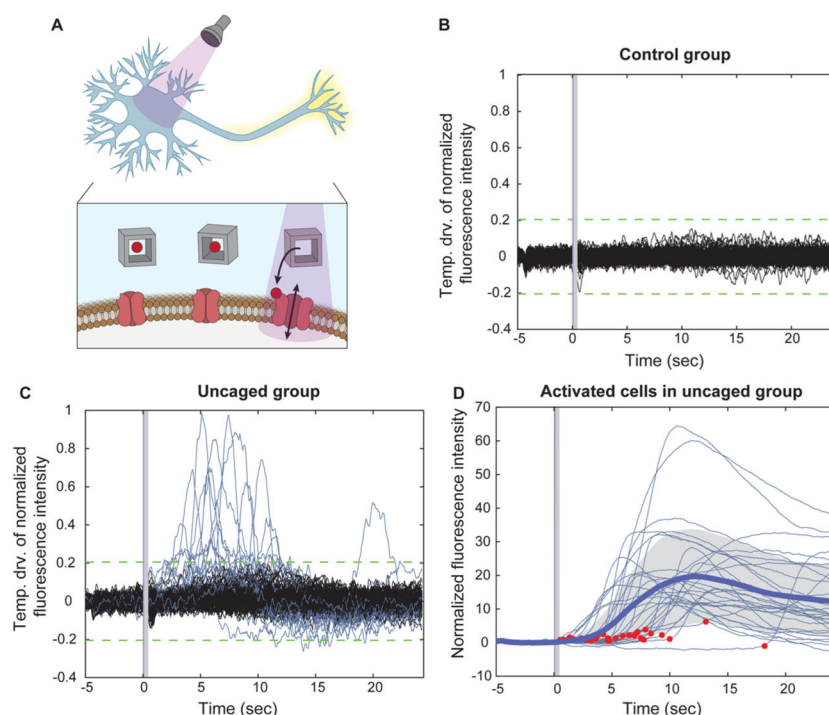 A
B
Control group
Temp. drv. of normalized
fluorescence intensity
1
0.8
0.6
0.4
0.2
0
-0.2
-0.4
-5 0 5 10 15 20
Time (sec)
C
Uncaged group
Temp. drv. of normalized
fluorescence intensity
1
0.8
0.6
0.4
0.2
0
-0.2
-0.4
-5 0 5 10 15 20
Time (sec)
D
Activated cells in uncaged group
Normalized fluorescence intensity
70
60
50
40
30
20
10
0
-10
-5 0 5 10 15 20
Time (sec)